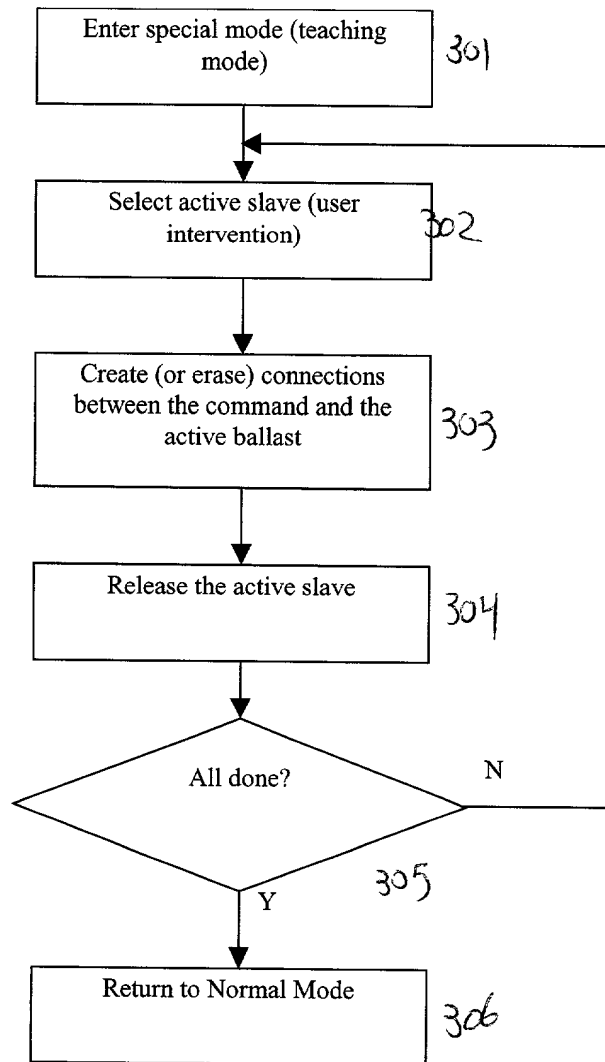 Enter special mode (teaching
mode)
301
Select active slave (user
intervention)
302
Create (or erase) connections
between the command and the
active ballast
303
Release the active slave
304
All done?
N
305
Y
Return to Normal Mode
306